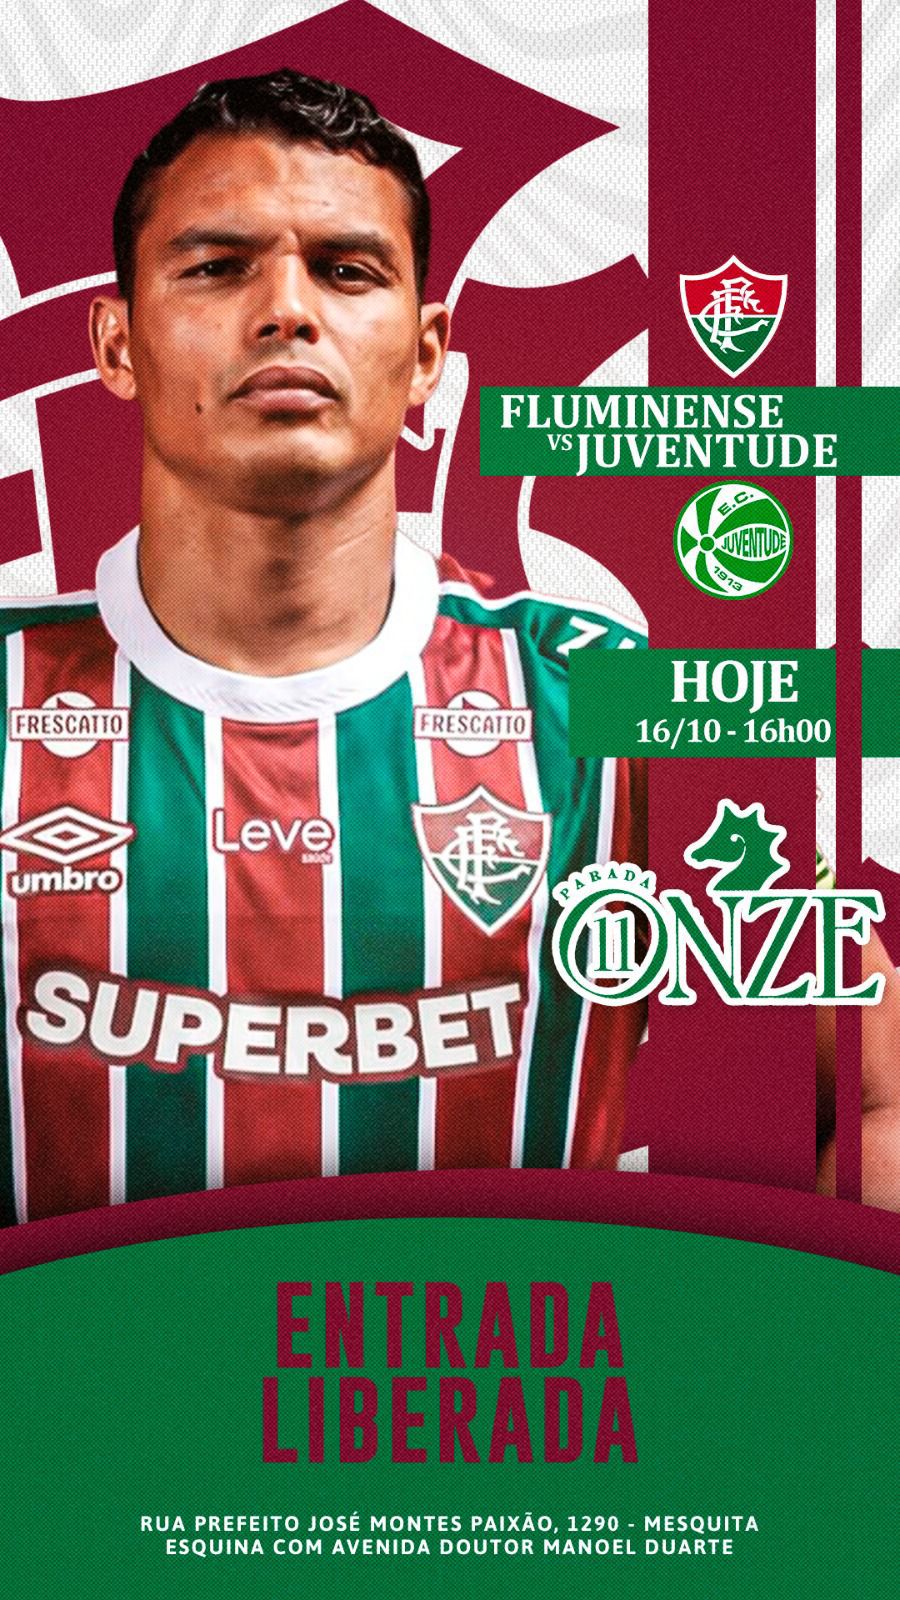 FLUMINENSE
VS JUVENTUDE
E.C.
JUVENTUDE
1913
HOJE
16/10 - 16h00
FRESCATTO
FRESCATTO
umbro
Leve
saúde
PARADA
11
ONZE
SUPERBET
ENTRADA
LIBERADA
RUA PREFEITO JOSÉ MONTES PAIXÃO, 1290 - MESQUITA
ESQUINA COM AVENIDA DOUTOR MANOEL DUARTE